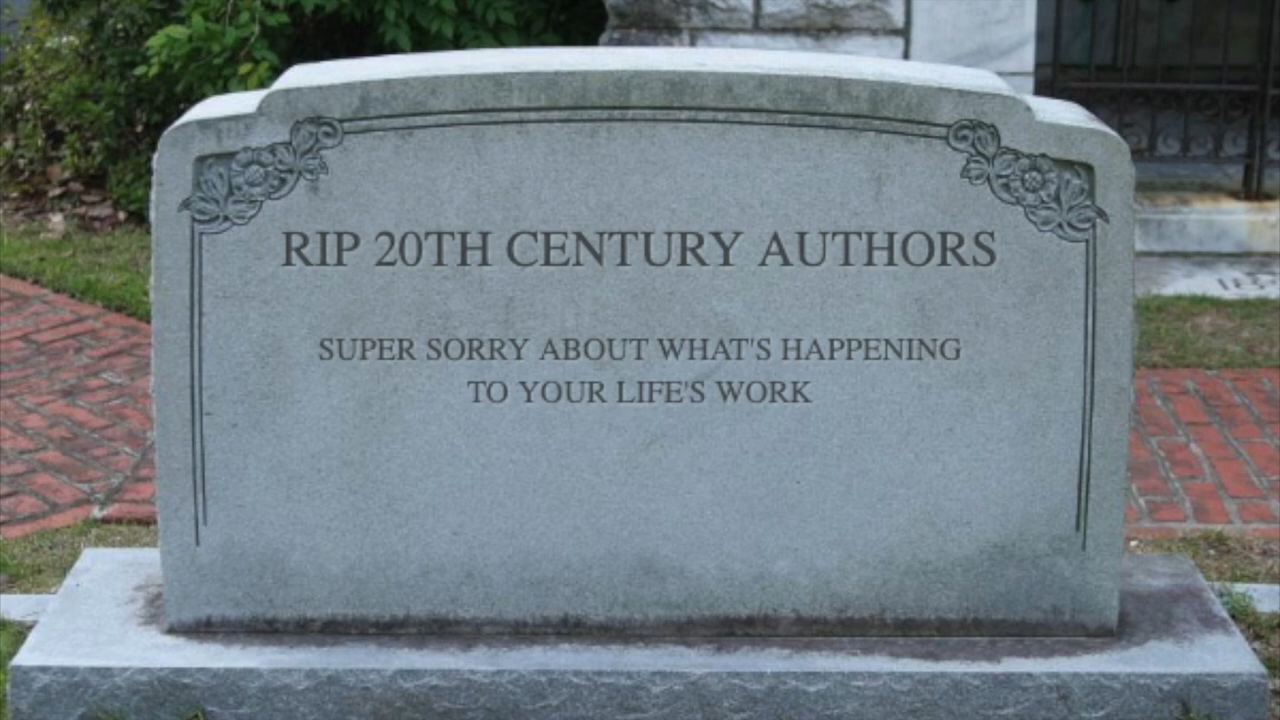 RIP 20TH CENTURY AUTHORS
SUPER SORRY ABOUT WHAT'S HAPPENING
TO YOUR LIFE'S WORK